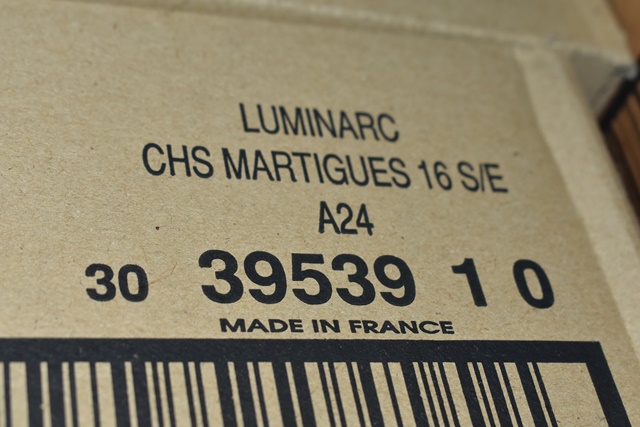 LUMINARC
CHS MARTIGUES 16 S/E
A24
30 39539 1 0
MADE IN FRANCE